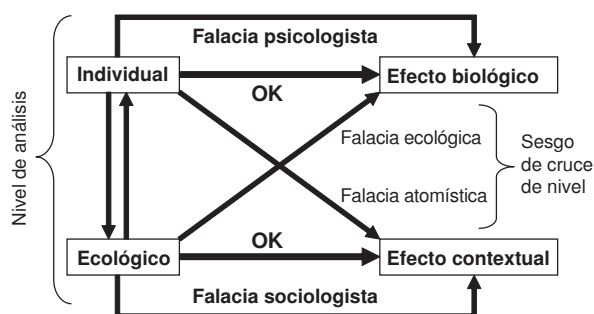 Falacia psicologista
Individual
Efecto biológico
OK
Nivel de análisis
Falacia ecológica
Sesgo
de cruce
de nivel
Falacia atomística
OK
Ecológico
Efecto contextual
Falacia sociologista